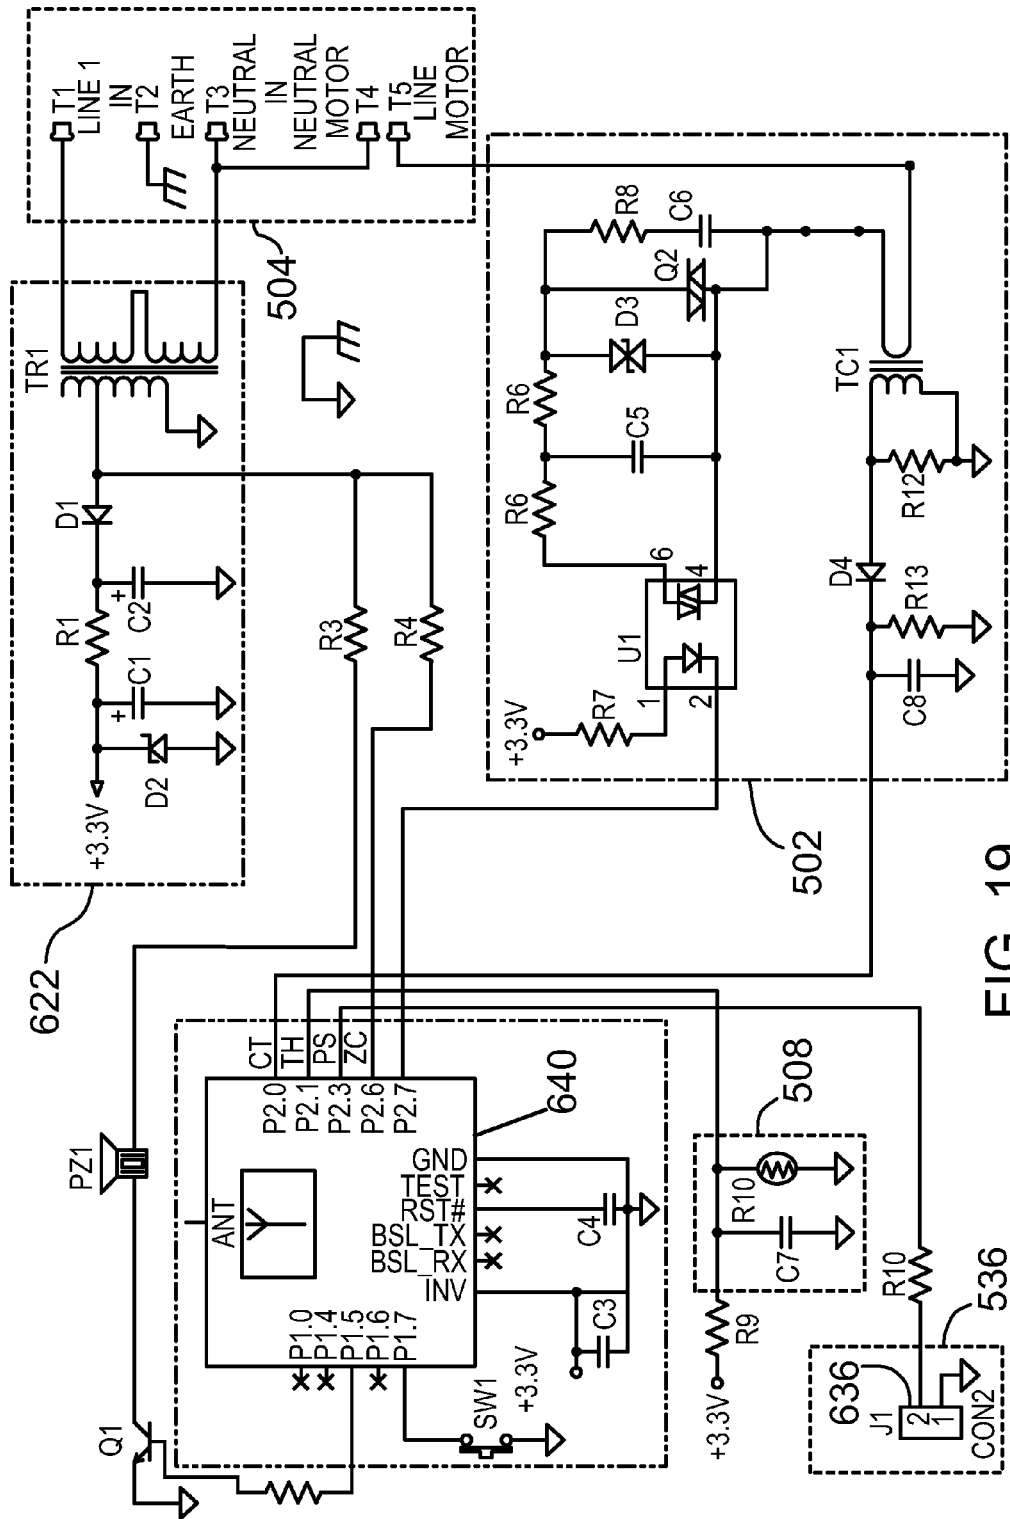 T1
LINE 1
IN
T2
EARTH
T3
NEUTRAL
IN
NEUTRAL
MOTOR
T4
T5
LINE
MOTOR
504
TR1
D1
R1
C2
+
C1
+
D2
+3.3V
622
R3
R4
R8
C6
Q2
D3
R6
C5
R6
6
4
U1
1
2
R7
+3.3V
TC1
R12
D4
R13
C8
502
PZ1
Q1
CT
TH
PS
ZC
P2.0
P2.1
P2.3
P2.6
P2.7
640
ANT
GND
TEST
RST#
BSL_TX
BSL_RX
INV
P1.0
P1.4
P1.5
P1.6
P1.7
C4
C3
+3.3V
SW1
508
R10
C7
R9
+3.3V
R10
536
636
J1
2
1
CON2
FIG. 19